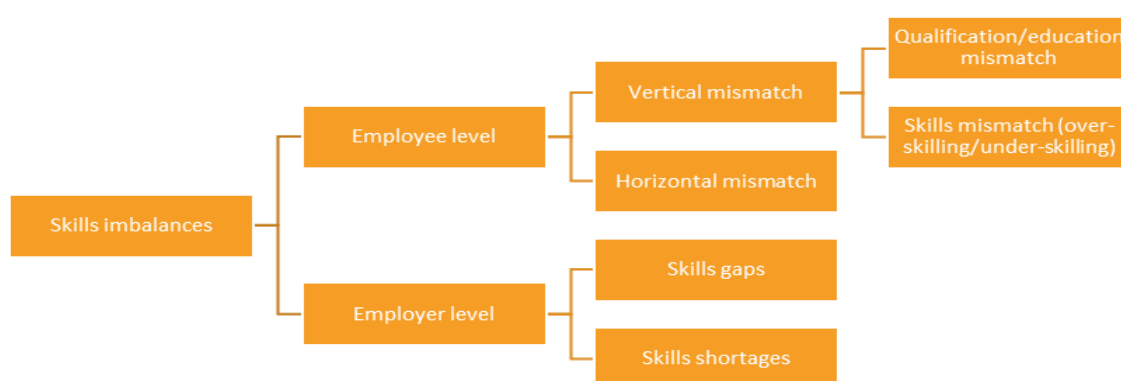 Skills imbalances
Employee level
Vertical mismatch
Qualification/education
mismatch
Skills mismatch (over-
skilling/under-skilling)
Horizontal mismatch
Employer level
Skills gaps
Skills shortages